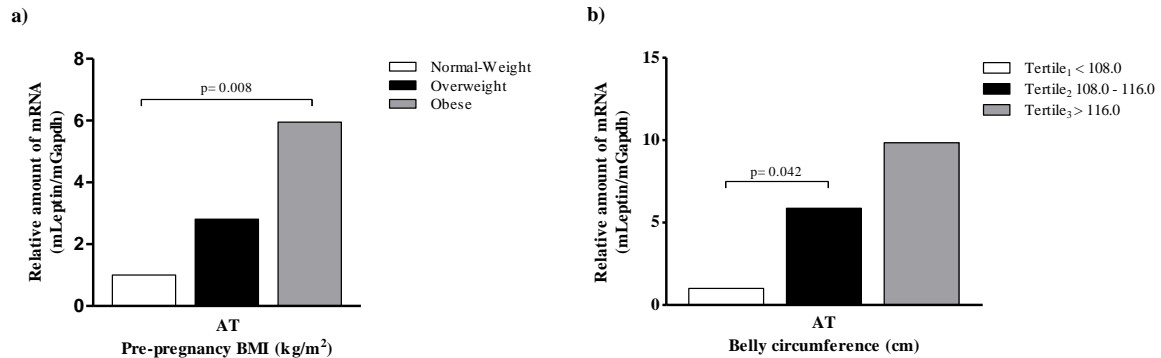 a)
Relative amount of mRNA
(mLeptin/mGapdh)
8
6
4
2
0
p= 0.008
Normal-Weight
Overweight
Obese
AT
Pre-pregnancy BMI (kg/m²)
b)
Relative amount of mRNA
(mLeptin/mGapdh)
15
10
5
0
p= 0.042
Tertile₁ < 108.0
Tertile₂ 108.0 - 116.0
Tertile₃ > 116.0
AT
Belly circumference (cm)